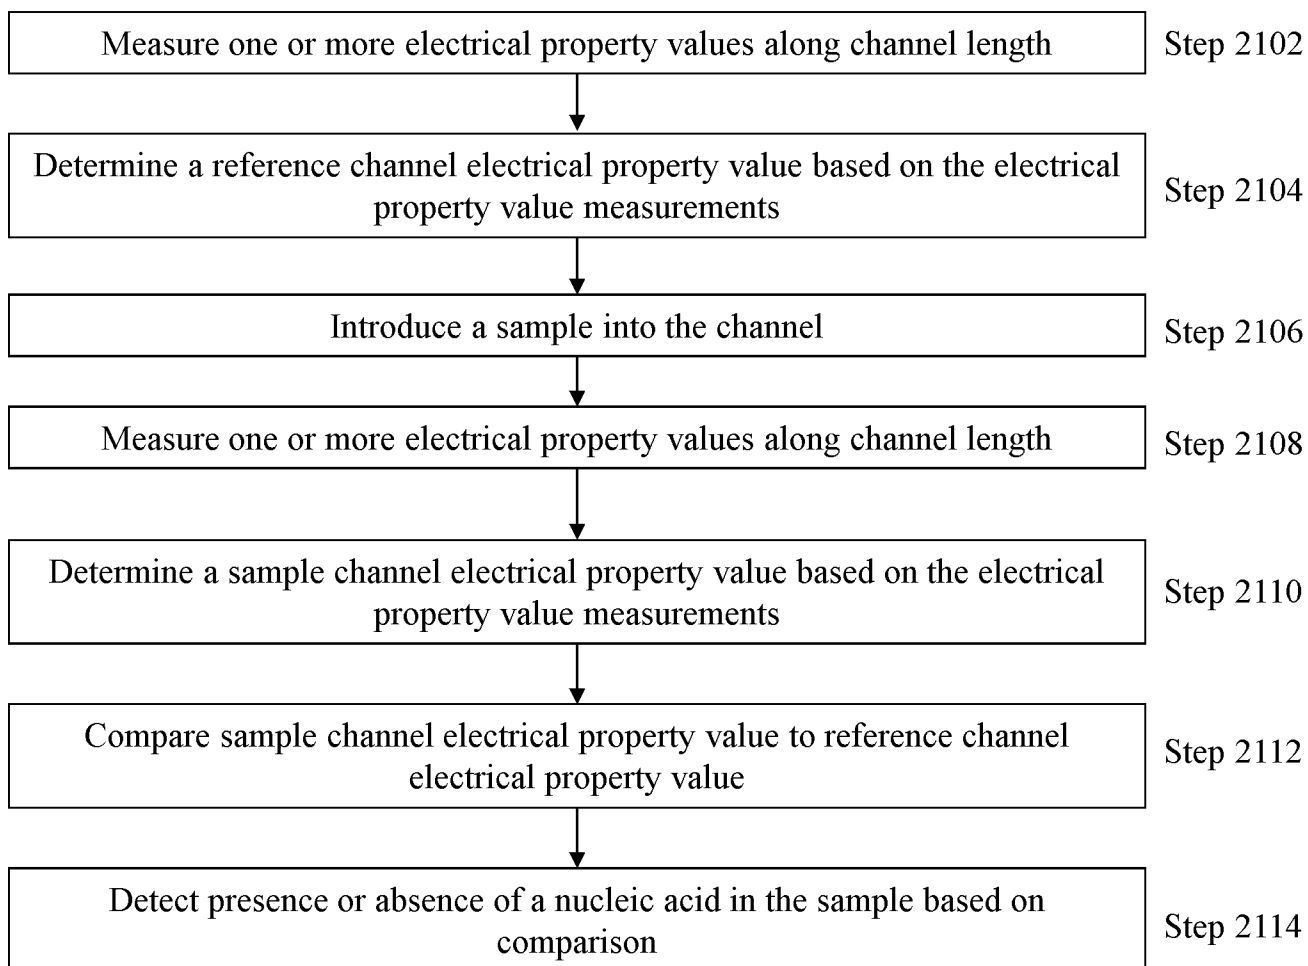 Measure one or more electrical property values along channel length
Step 2102
Determine a reference channel electrical property value based on the electrical
property value measurements
Step 2104
Introduce a sample into the channel
Step 2106
Measure one or more electrical property values along channel length
Step 2108
Determine a sample channel electrical property value based on the electrical
property value measurements
Step 2110
Compare sample channel electrical property value to reference channel
electrical property value
Step 2112
Detect presence or absence of a nucleic acid in the sample based on
comparison
Step 2114